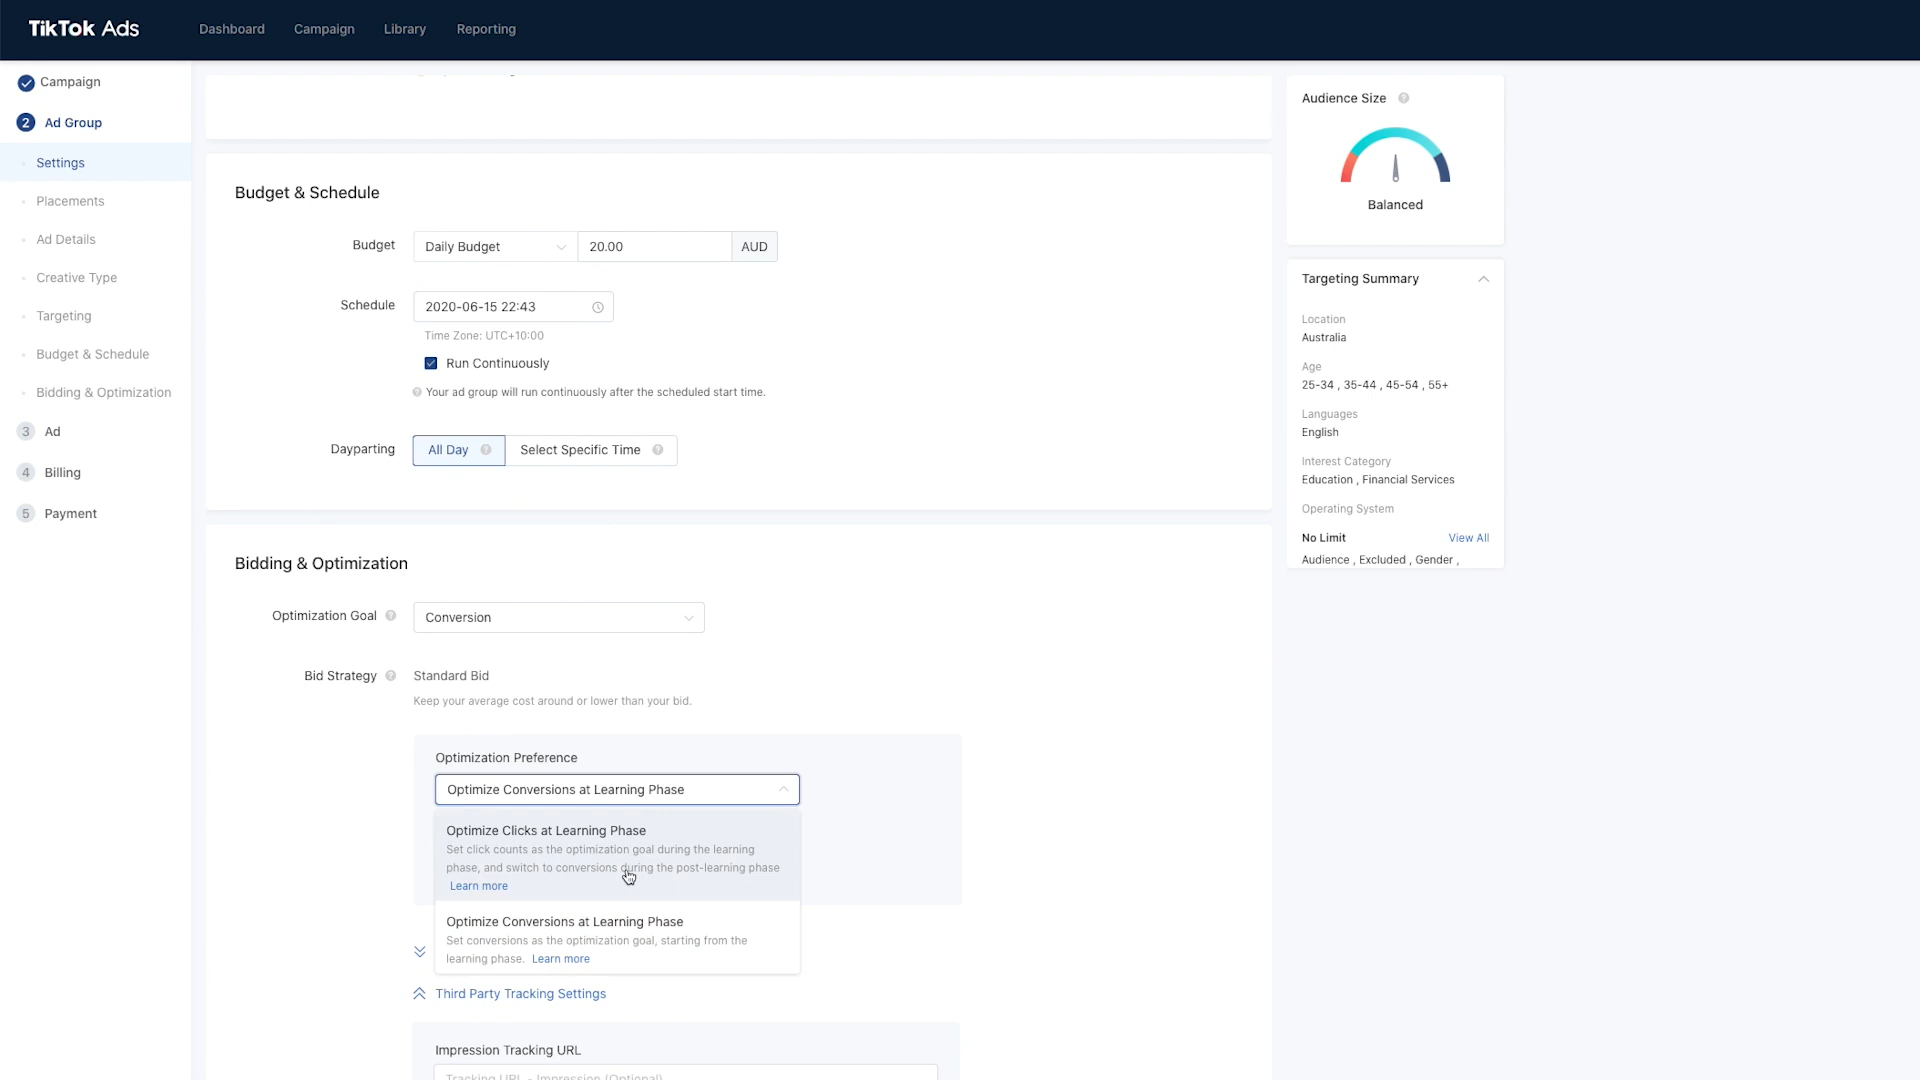 TikTok Ads
Dashboard
Campaign
Library
Reporting
Campaign
2 Ad Group
Settings
Placements
Ad Details
Creative Type
Targeting
Budget & Schedule
Bidding & Optimization
3 Ad
4 Billing
5 Payment
Budget & Schedule
Budget
Daily Budget
20.00
AUD
Schedule
2020-06-15 22:43
Time Zone: UTC+10:00
Run Continuously
Your ad group will run continuously after the scheduled start time.
Dayparting
All Day
Select Specific Time
Bidding & Optimization
Optimization Goal
Conversion
Bid Strategy
Standard Bid
Keep your average cost around or lower than your bid.
Optimization Preference
Optimize Conversions at Learning Phase
Optimize Clicks at Learning Phase
Set click counts as the optimization goal during the learning
phase, and switch to conversions during the post-learning phase
Learn more
Optimize Conversions at Learning Phase
Set conversions as the optimization goal, starting from the
learning phase. Learn more
Third Party Tracking Settings
Impression Tracking URL
Tracking URL - Impression (Optional)
Audience Size
Balanced
Targeting Summary
Location
Australia
Age
25-34 , 35-44 , 45-54 , 55+
Languages
English
Interest Category
Education , Financial Services
Operating System
No Limit
View All
Audience , Excluded , Gender ,